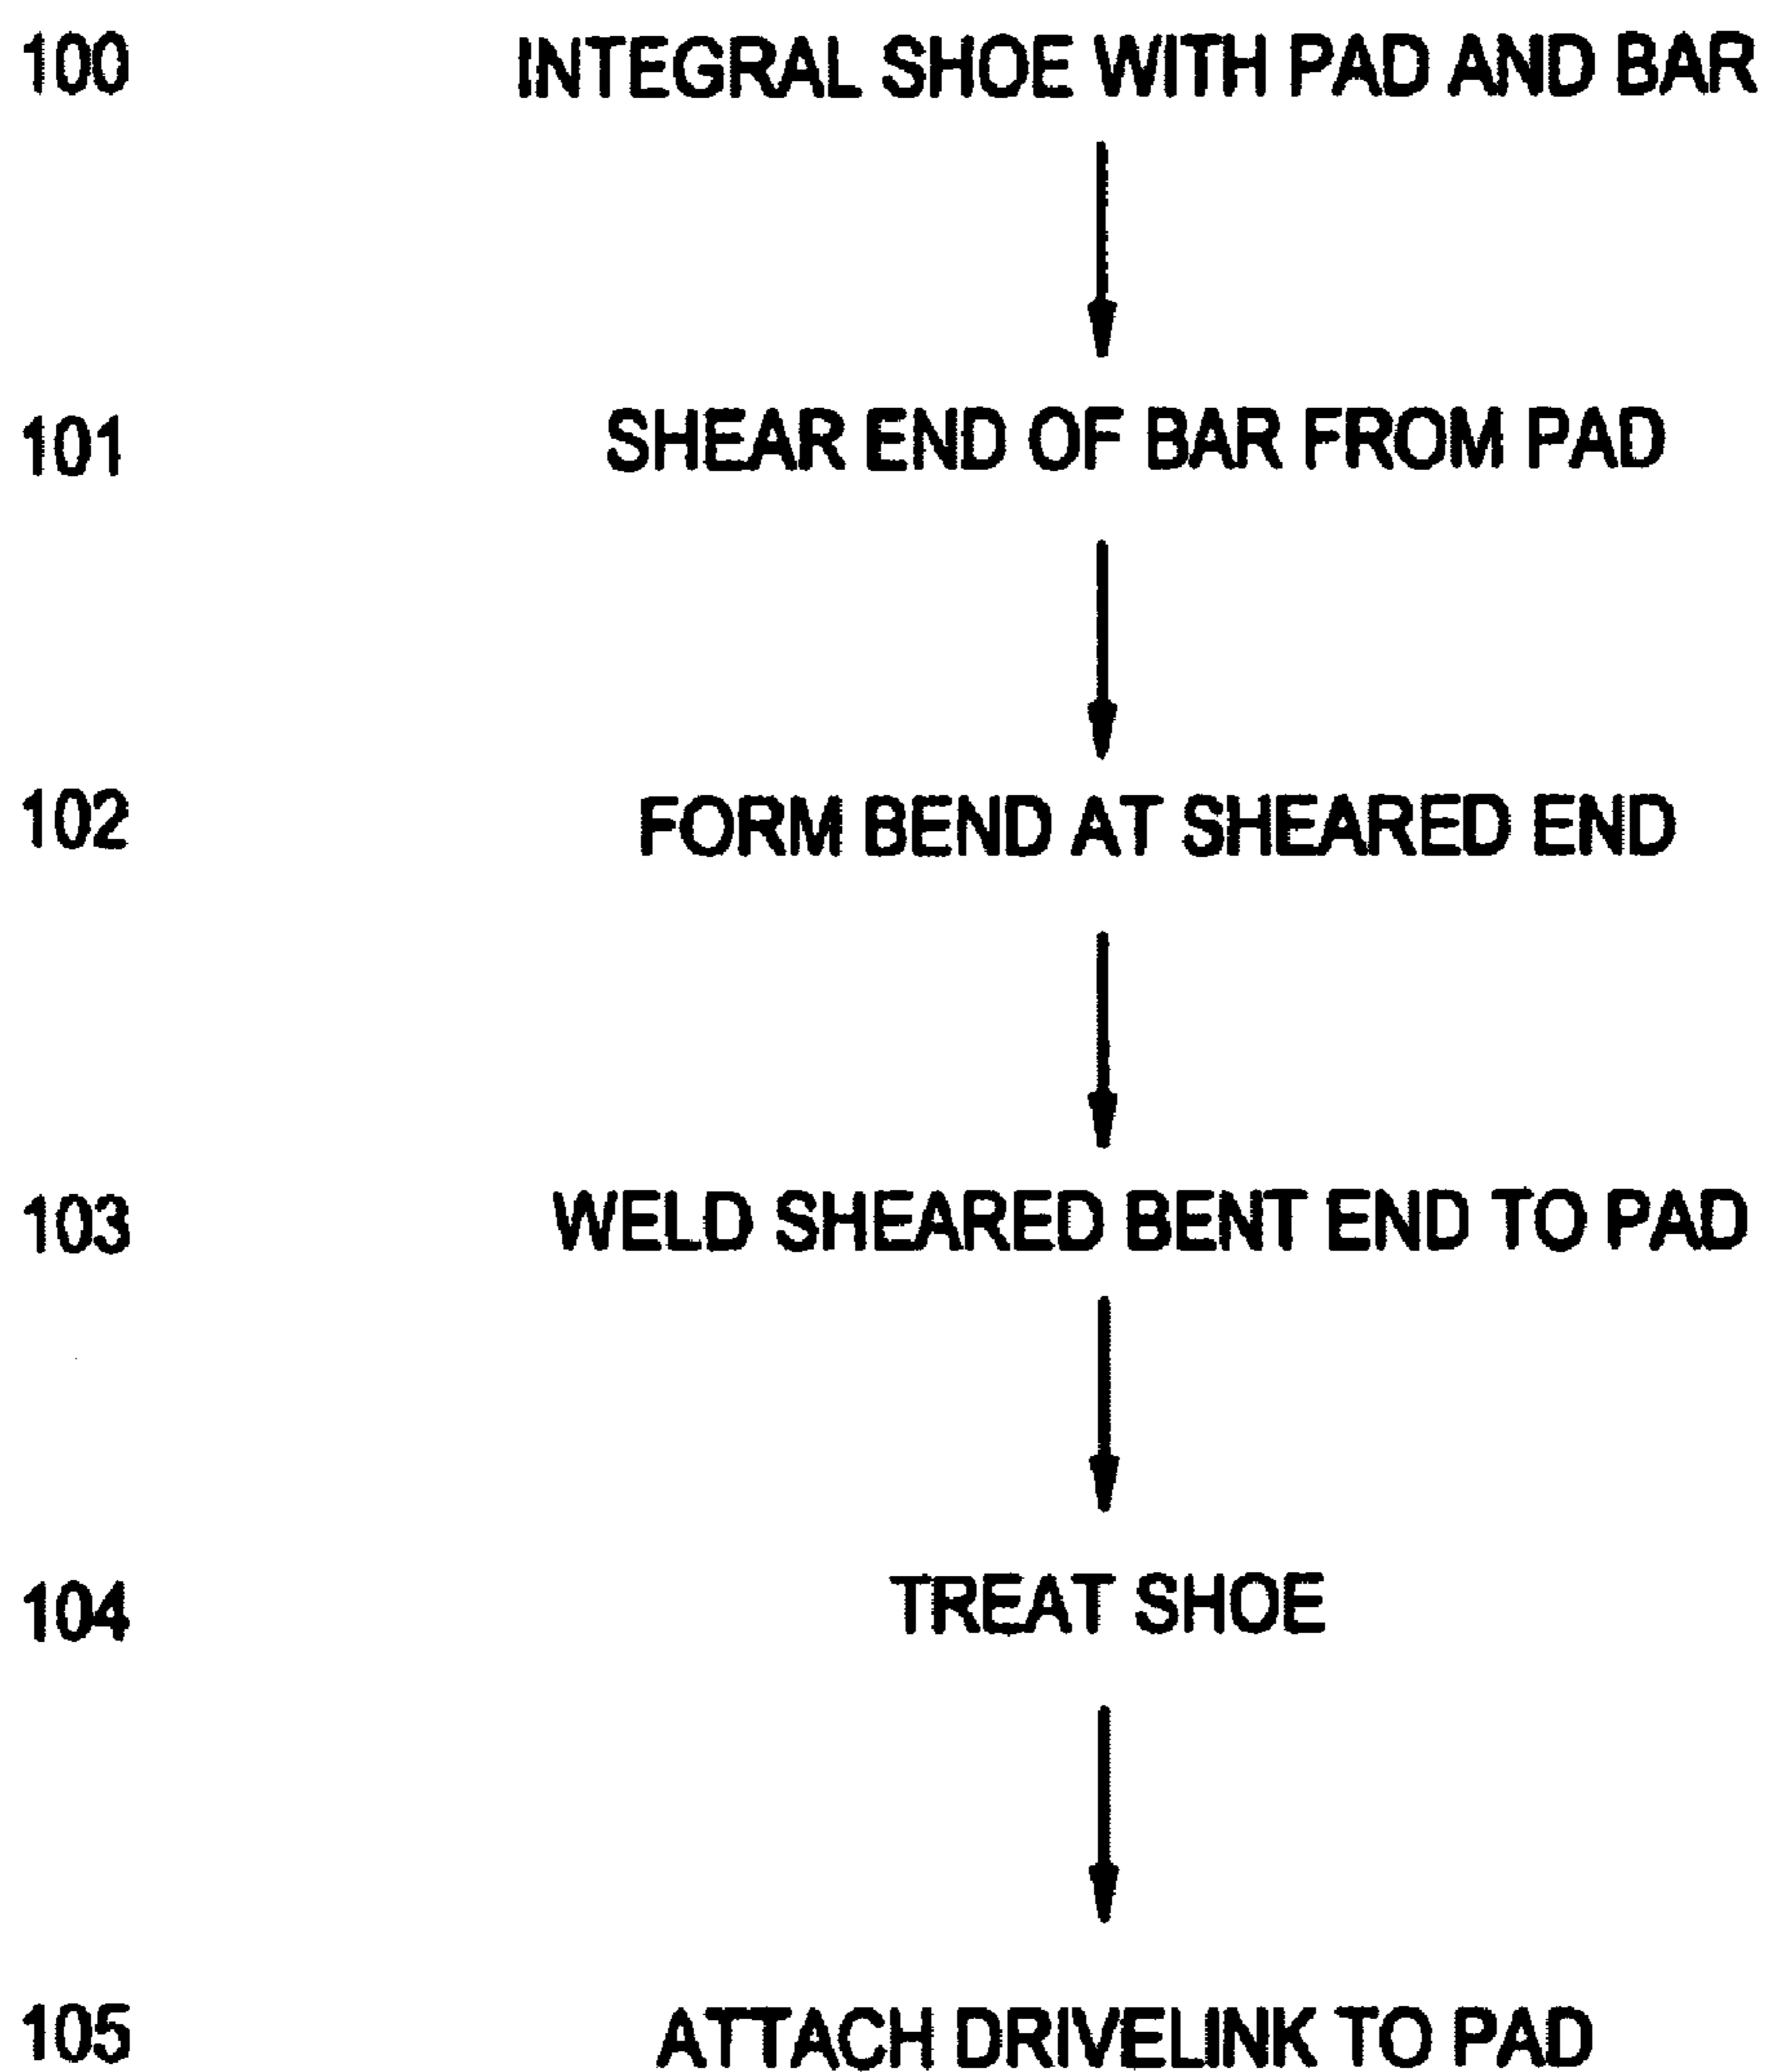 100 INTEGRAL SHOE WITH PAD AND BAR
101 SHEAR END OF BAR FROM PAD
102 FORM BEND AT SHEARED END
103 WELD SHEARED BENT END TO PAD
104 TREAT SHOE
105 ATTACH DRIVELINK TO PAD